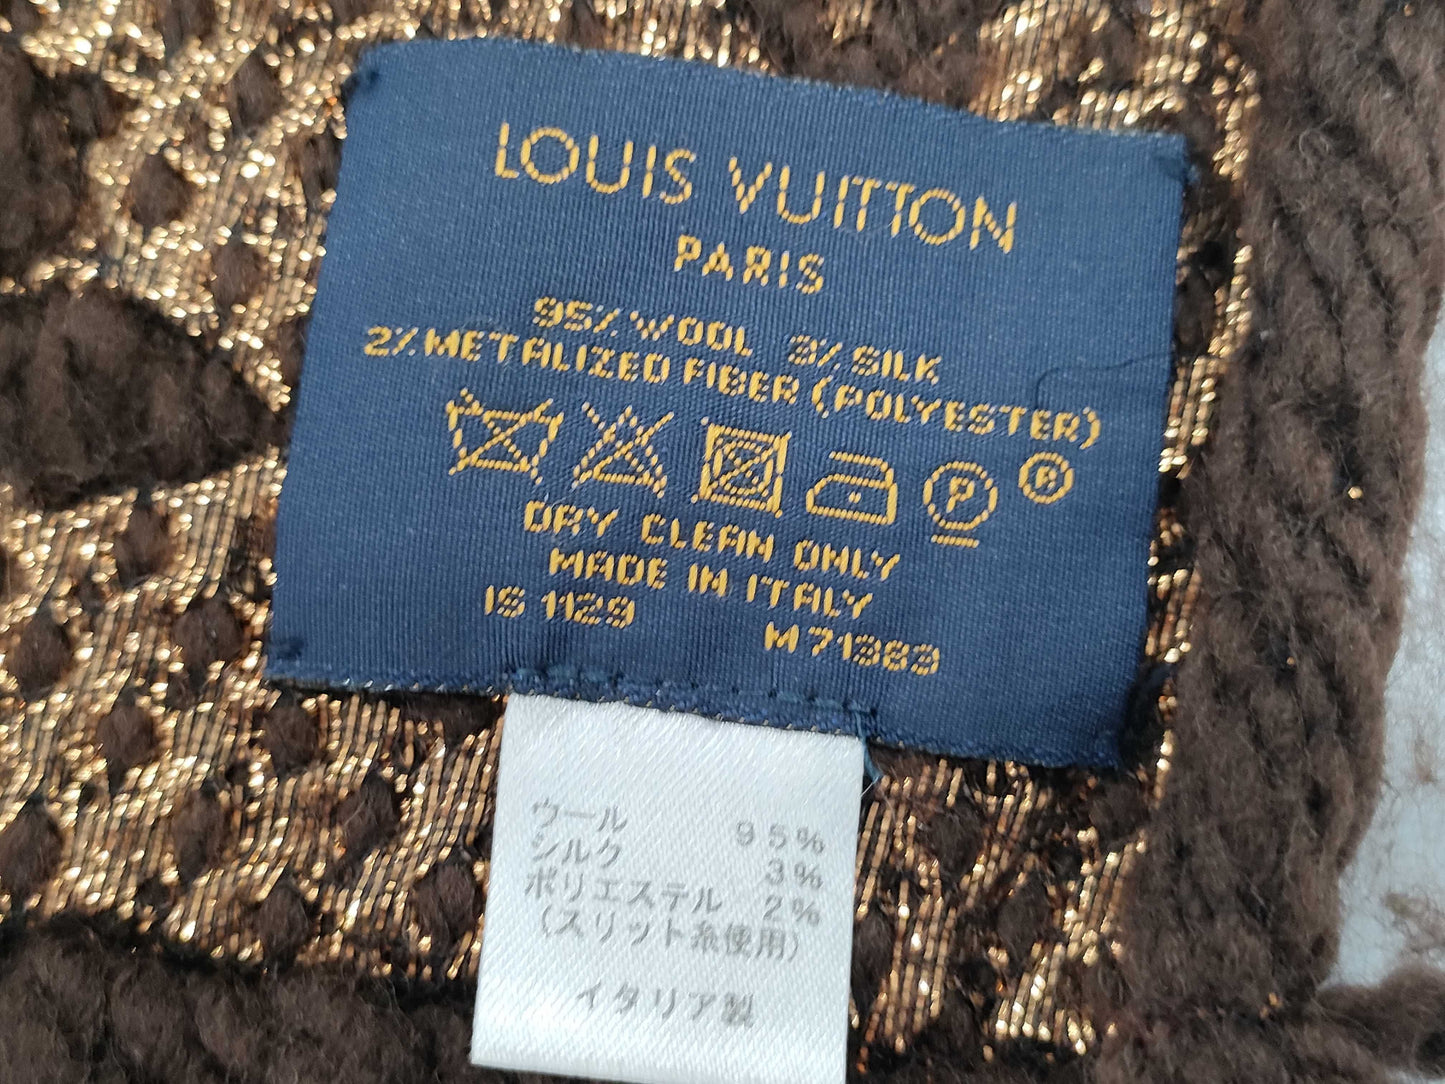 LOUIS VUITTON
PARIS
95% WOOL 3% SILK
2% METALIZED FIBER (POLYESTER)
P
R
DRY CLEAN ONLY
MADE IN ITALY
IS 1129 M71383
ウール 95%
シルク 3%
ポリエステル 2%
(スリット糸使用)
イタリア製